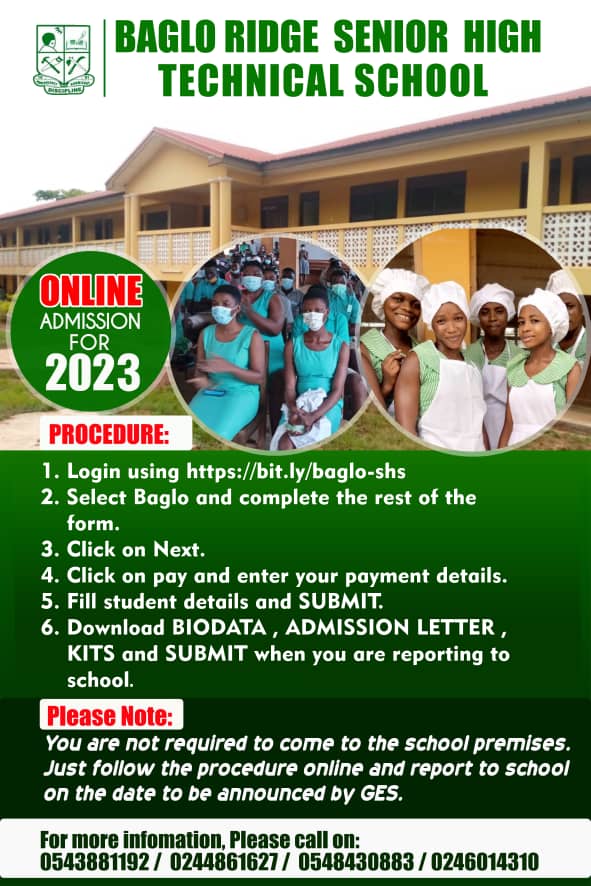 BAGLO RIDGE SENIOR HIGH
TECHNICAL SCHOOL
DISCIPLINE
ONLINE
ADMISSION
FOR
2023
PROCEDURE:
1. Login using https://bit.ly/baglo-shs
2. Select Baglo and complete the rest of the
form.
3. Click on Next.
4. Click on pay and enter your payment details.
5. Fill student details and SUBMIT.
6. Download BIODATA , ADMISSION LETTER ,
KITS and SUBMIT when you are reporting to
school.
Please Note:
You are not required to come to the school premises.
Just follow the procedure online and report to school
on the date to be announced by GES.
For more infomation, Please call on:
0543881192 / 0244861627 / 0548430883 / 0246014310